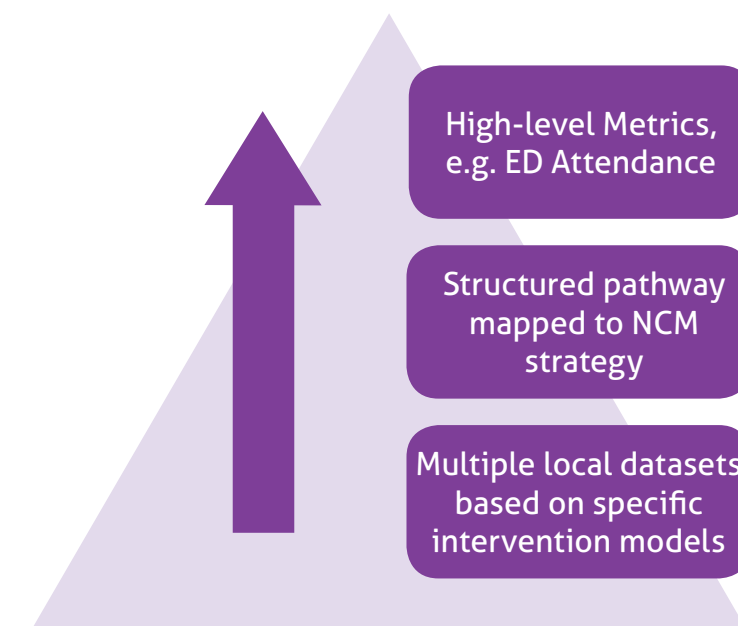 High-level Metrics,
e.g. ED Attendance
Structured pathway
mapped to NCM
strategy
Multiple local datasets
based on specific
intervention models